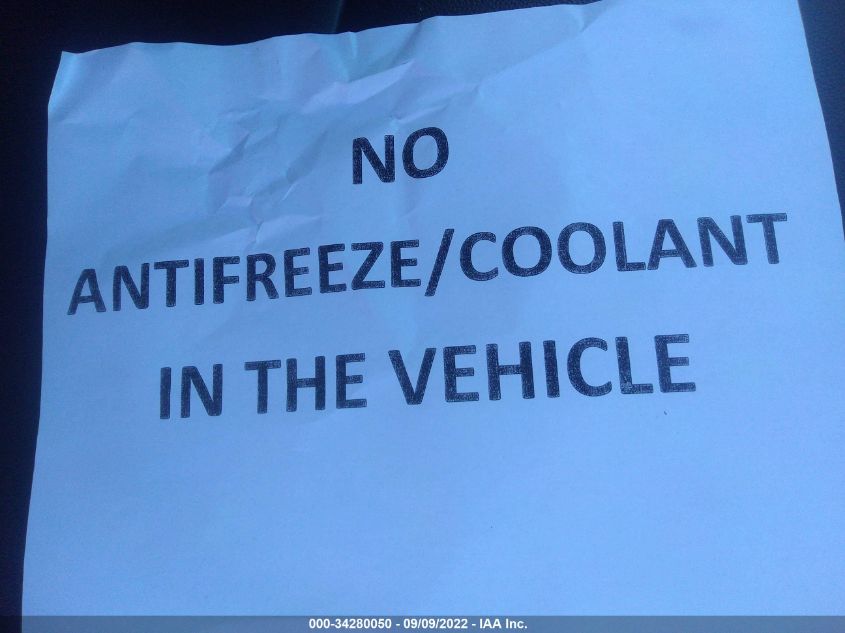 NO
ANTIFREEZE/COOLANT
IN THE VEHICLE
000-34280050 - 09/09/2022 - IAA Inc.